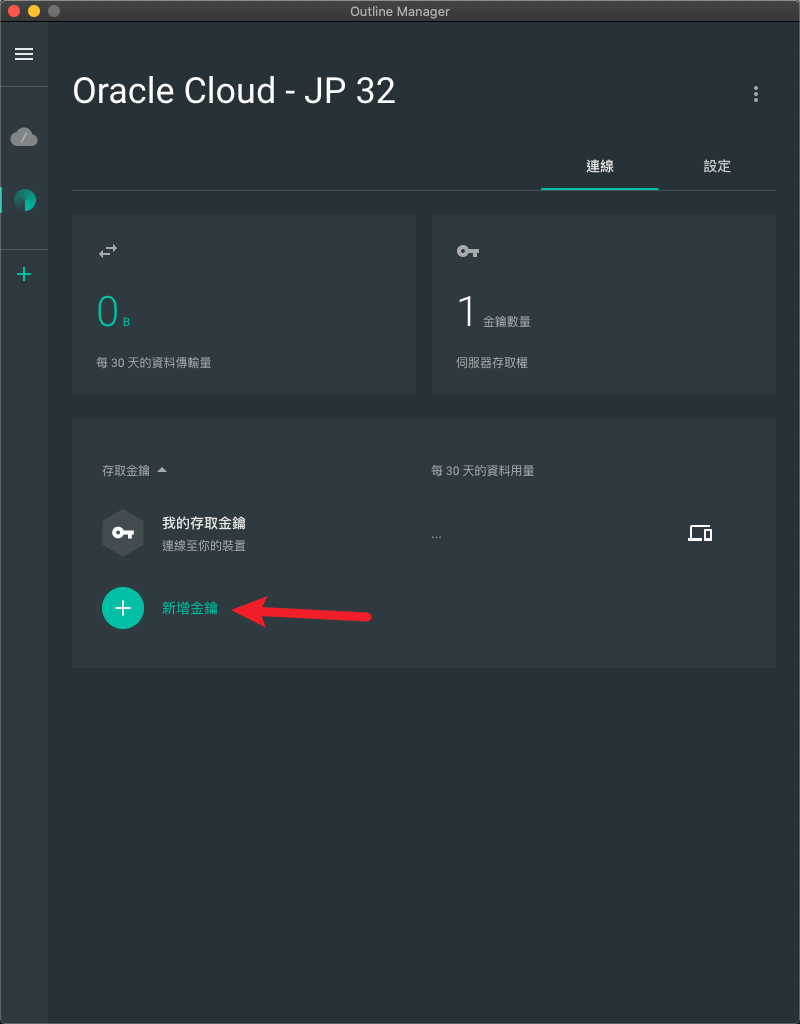 Outline Manager
Oracle Cloud - JP 32
連線
設定
0 B
每 30 天的資料傳輸量
1 金鑰數量
伺服器存取權
存取金鑰
每 30 天的資料用量
我的存取金鑰
連線至你的裝置
...
新增金鑰